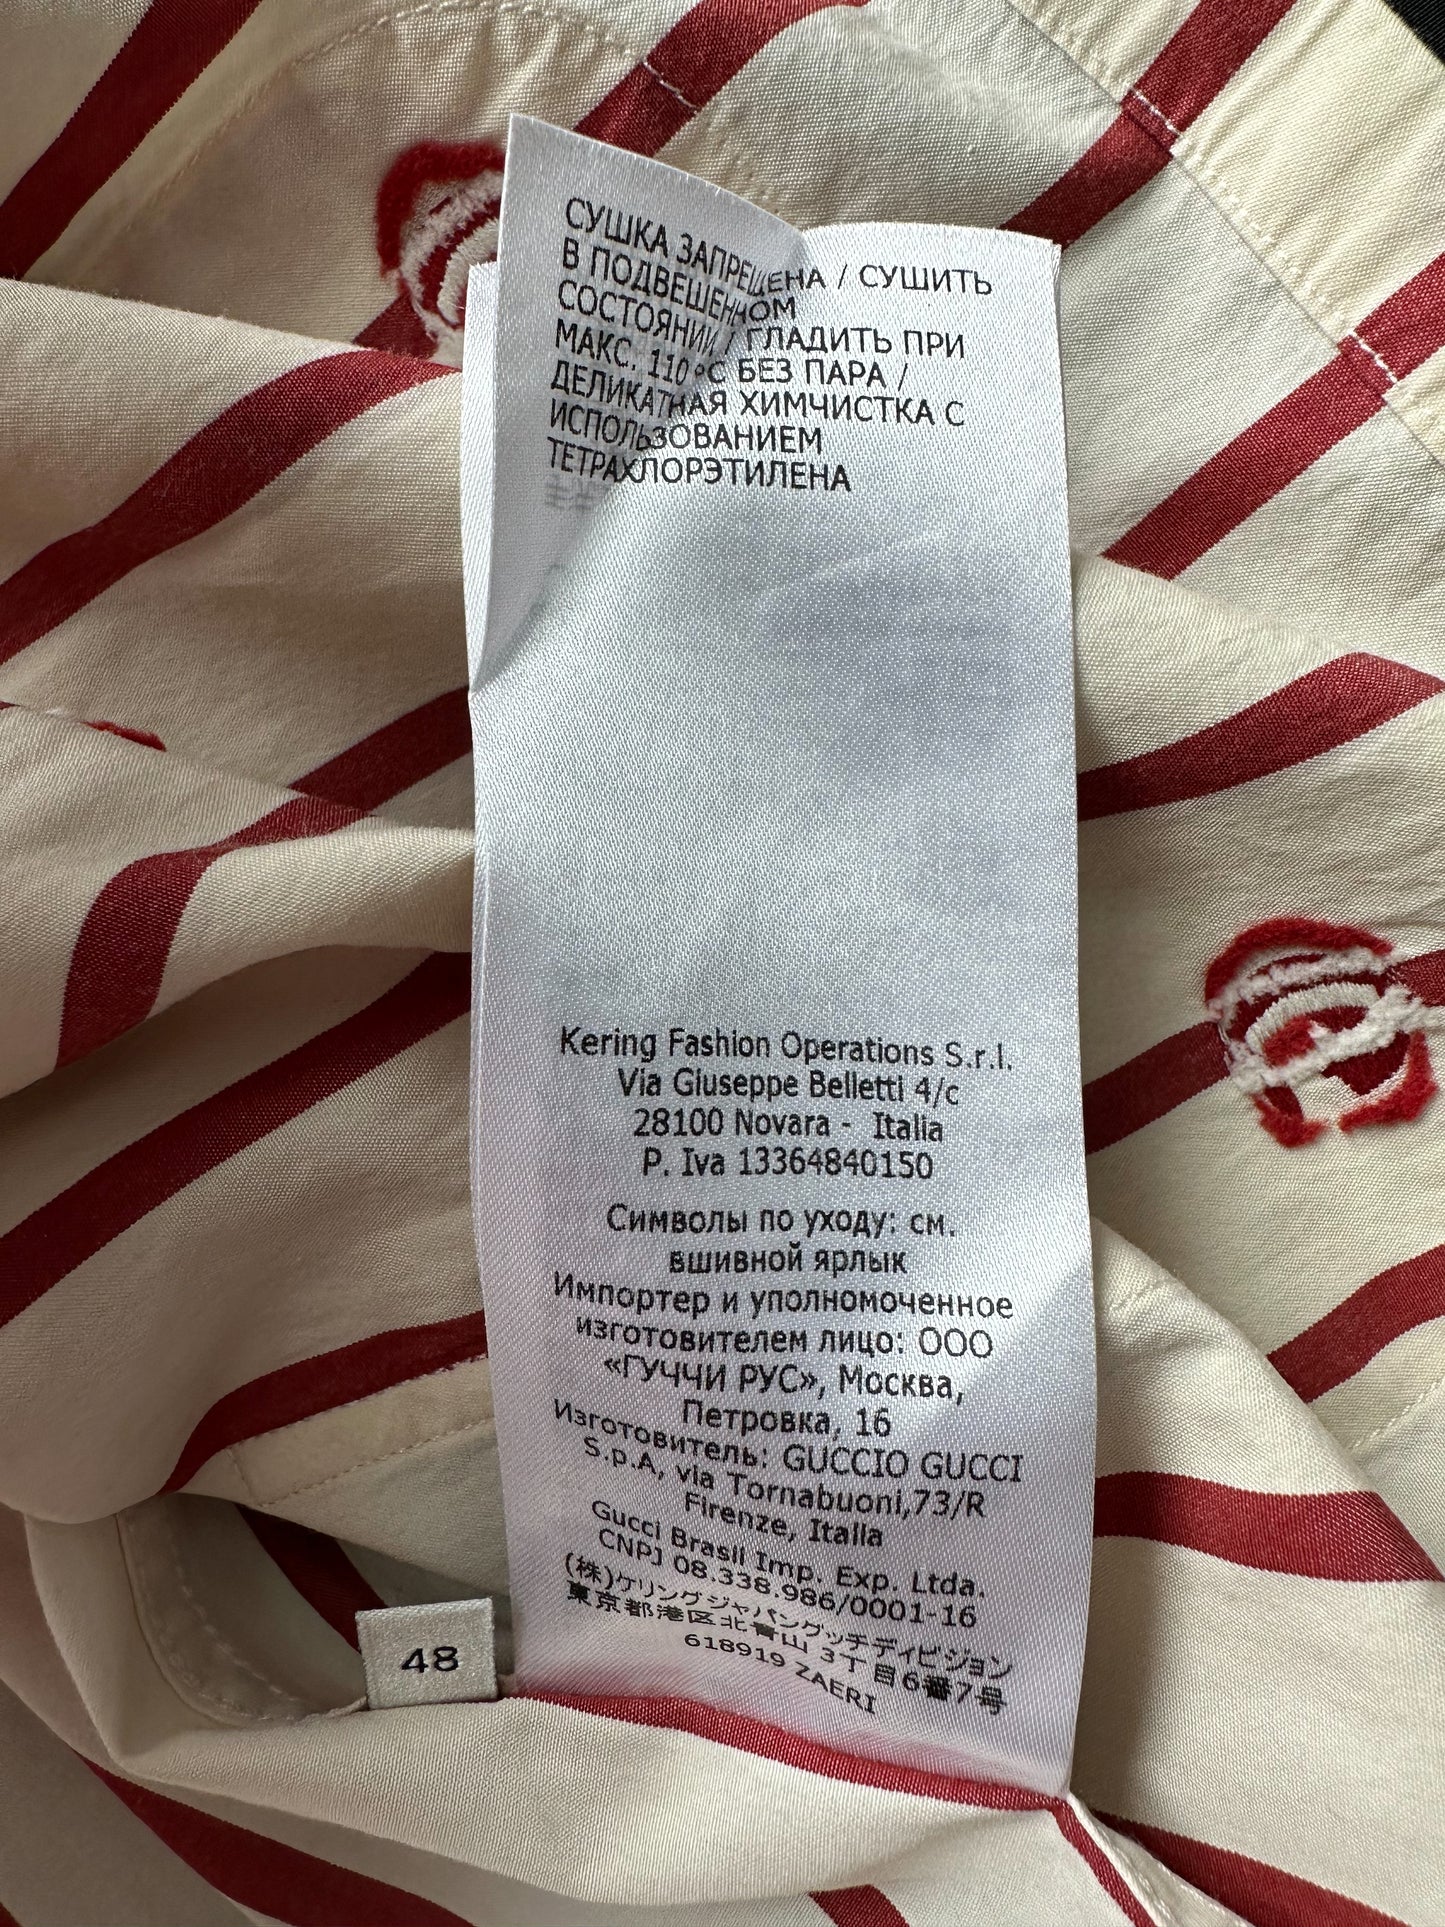 СУШКА ЗАПРЕЩЕНА / СУШИТЬ
В ПОДВЕШЕННОМ
СОСТОЯНИИ / ГЛАДИТЬ ПРИ
МАКС. 110 ºC БЕЗ ПАРА /
ДЕЛИКАТНАЯ ХИМЧИСТКА С
ИСПОЛЬЗОВАНИЕМ
ТЕТРАХЛОРЭТИЛЕНА
Kering Fashion Operations S.r.l.
Via Giuseppe Belletti 4/c
28100 Novara - Italia
P. Iva 13364840150
Символы по уходу: см.
вшивной ярлык
Импортер и уполномоченное
изготовителем лицо: ООО
«ГУЧЧИ РУС», Москва,
Петровка, 16
Изготовитель: GUCCIO GUCCI
S.p.A, via Tornabuoni,73/R
Firenze, Italia
Gucci Brasil Imp. Exp. Ltda.
CNPJ 08.338.986/0001-16
(株)ケリングジャパングッチディビジョン
東京都港区北青山 3丁目6番7号
618919 ZAERI
48